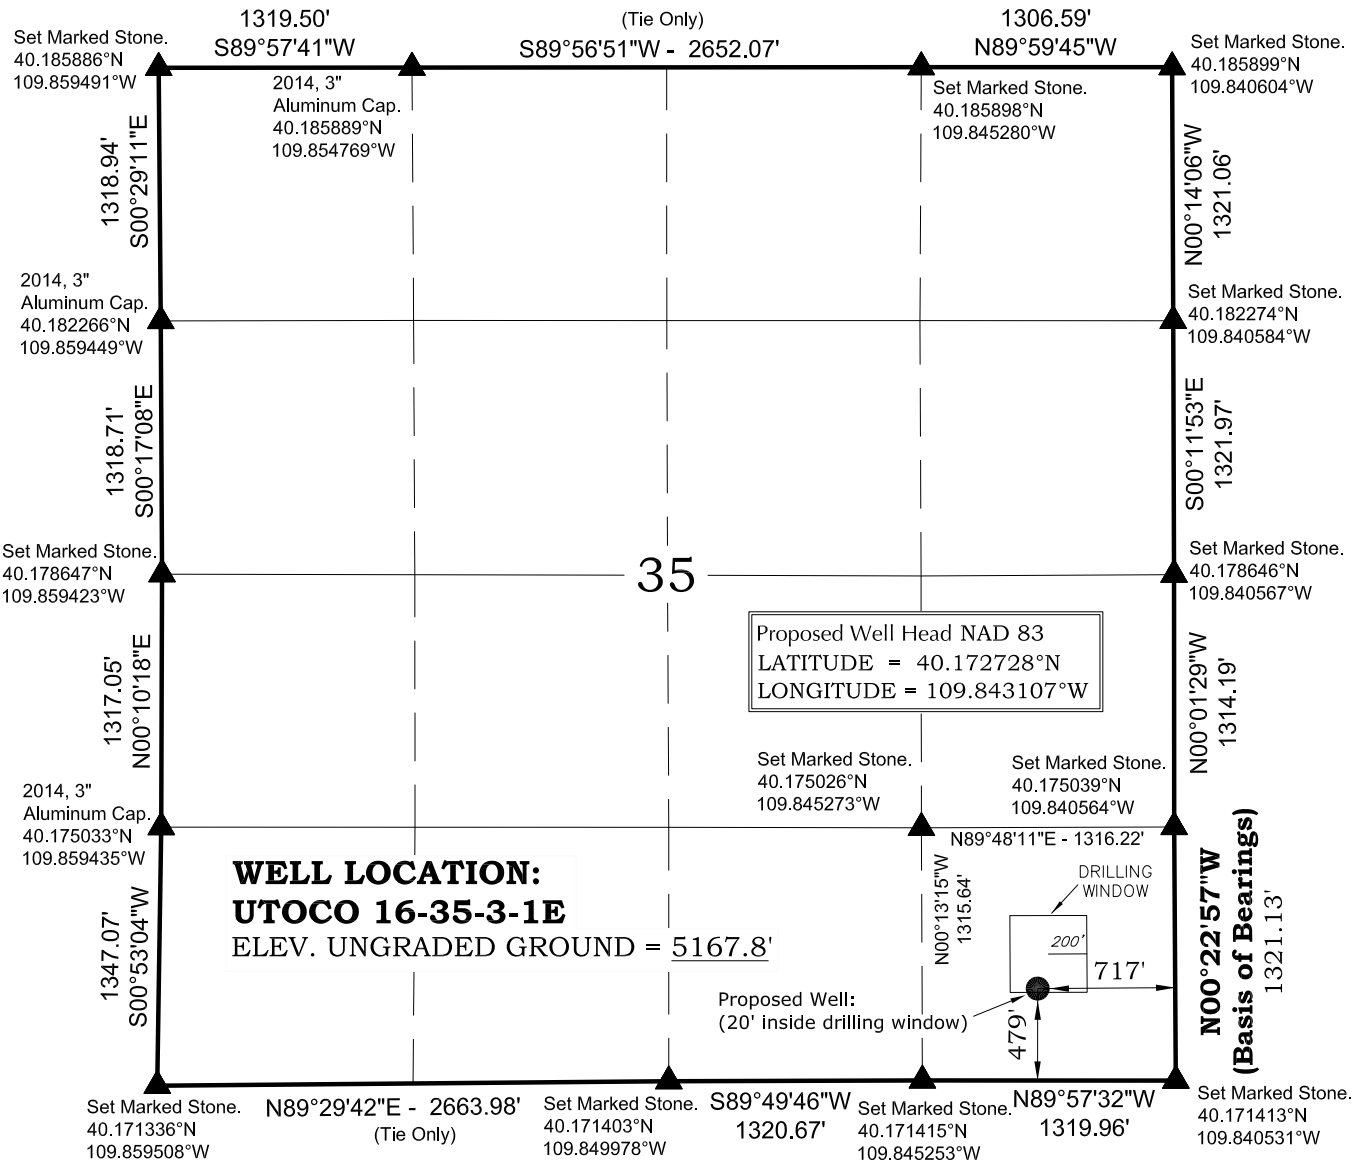 1319.50'
S89°57'41"W
(Tie Only)
S89°56'51"W - 2652.07'
1306.59'
N89°59'45"W
Set Marked Stone.
40.185886°N
109.859491°W
2014, 3"
Aluminum Cap.
40.185889°N
109.854769°W
Set Marked Stone.
40.185898°N
109.845280°W
Set Marked Stone.
40.185899°N
109.840604°W
1318.94'
S00°29'11"E
N00°14'06"W
1321.06'
2014, 3"
Aluminum Cap.
40.182266°N
109.859449°W
Set Marked Stone.
40.182274°N
109.840584°W
1318.71'
S00°17'08"E
S00°11'53"E
1321.97'
Set Marked Stone.
40.178647°N
109.859423°W
35
Set Marked Stone.
40.178646°N
109.840567°W
Proposed Well Head NAD 83
LATITUDE = 40.172728°N
LONGITUDE = 109.843107°W
1317.05'
N00°10'18"E
N00°01'29"W
1314.19'
Set Marked Stone.
40.175026°N
109.845273°W
Set Marked Stone.
40.175039°N
109.840564°W
2014, 3"
Aluminum Cap.
40.175033°N
109.859435°W
N89°48'11"E - 1316.22'
WELL LOCATION:
UTOCO 16-35-3-1E
ELEV. UNGRADED GROUND = 5167.8'
N00°13'15"W
1315.64'
DRILLING
WINDOW
200'
717'
479'
Proposed Well:
(20' inside drilling window)
1347.07'
S00°53'04"W
N00°22'57"W
(Basis of Bearings)
1321.13'
Set Marked Stone.
40.171336°N
109.859508°W
N89°29'42"E - 2663.98'
(Tie Only)
Set Marked Stone.
40.171403°N
109.849978°W
S89°49'46"W
1320.67'
Set Marked Stone.
40.171415°N
109.845253°W
N89°57'32"W
1319.96'
Set Marked Stone.
40.171413°N
109.840531°W